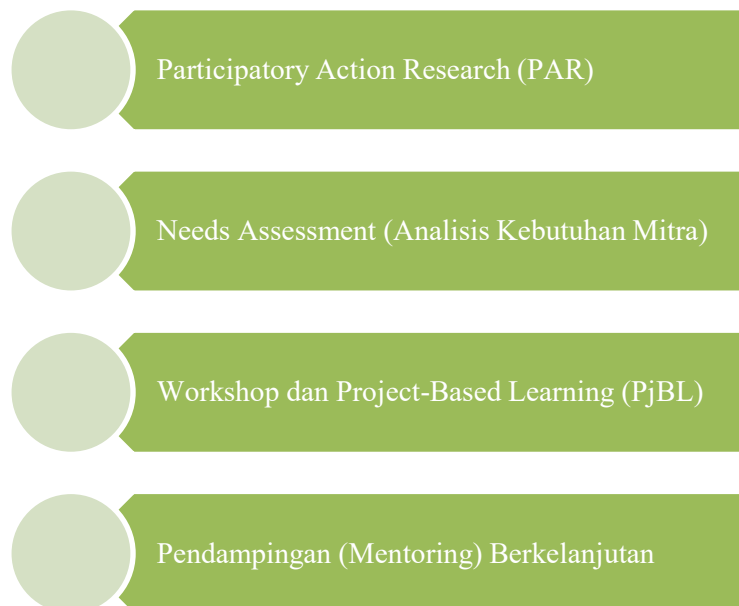 Participatory Action Research (PAR)
Needs Assessment (Analisis Kebutuhan Mitra)
Workshop dan Project-Based Learning (PjBL)
Pendampingan (Mentoring) Berkelanjutan